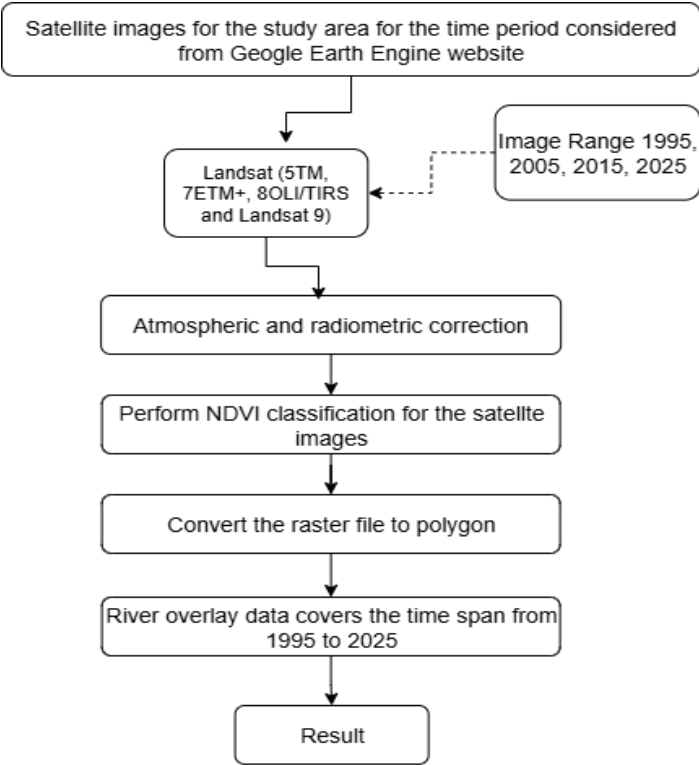 Satellite images for the study area for the time period considered
from Geogle Earth Engine website
Image Range 1995,
2005, 2015, 2025
Landsat (5TM,
7ETM+, 8OLI/TIRS
and Landsat 9)
Atmospheric and radiometric correction
Perform NDVI classification for the satellte
images
Convert the raster file to polygon
River overlay data covers the time span from
1995 to 2025
Result